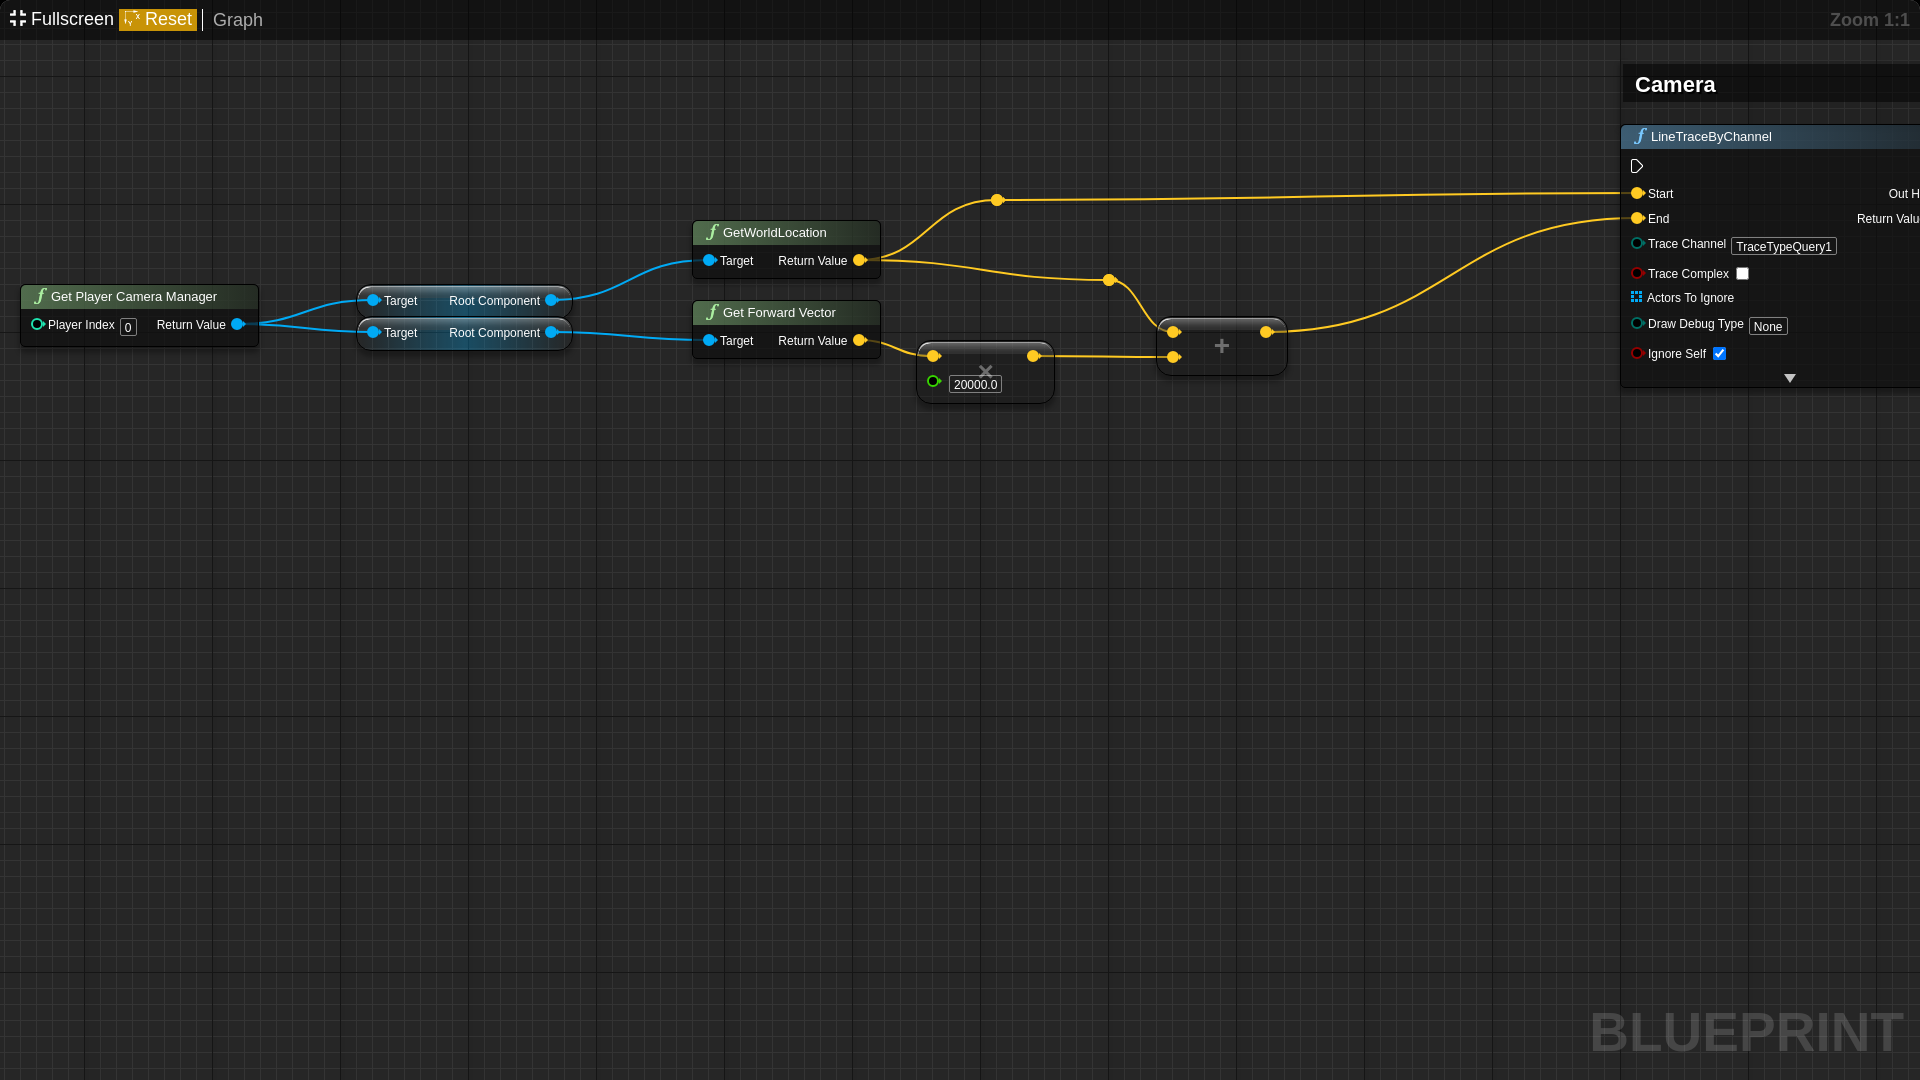 Fullscreen Reset Graph
Zoom 1:1
Camera
LineTraceByChannel
Start
Out H
End
Return Value
Trace Channel TraceTypeQuery1
Trace Complex
Actors To Ignore
Draw Debug Type None
Ignore Self
GetWorldLocation
Target Return Value
Get Player Camera Manager
Player Index 0 Return Value
Target Root Component
Target Root Component
Get Forward Vector
Target Return Value
×
20000.0
+
BLUEPRINT